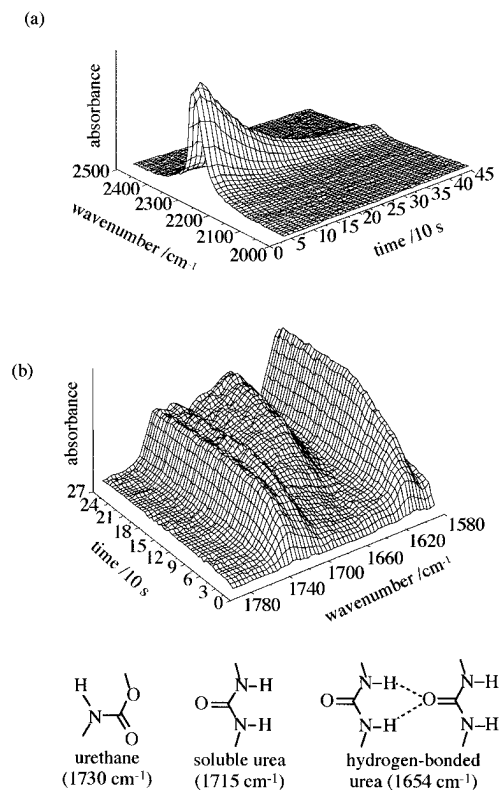 (a)
absorbance
2500
2400
2300
2200
2100
2000
wavenumber /cm⁻¹
0
5
10
15
20
25
30
35
40
45
time /10 s
(b)
absorbance
27
24
21
18
15
12
9
6
3
0
time /10 s
1780
1740
1700
1660
1620
1580
wavenumber /cm⁻¹
H
N
O
O
urethane
(1730 cm⁻¹)
N–H
O
N–H
soluble urea
(1715 cm⁻¹)
N–H
N–H
O
O
N–H
N–H
hydrogen-bonded
urea (1654 cm⁻¹)